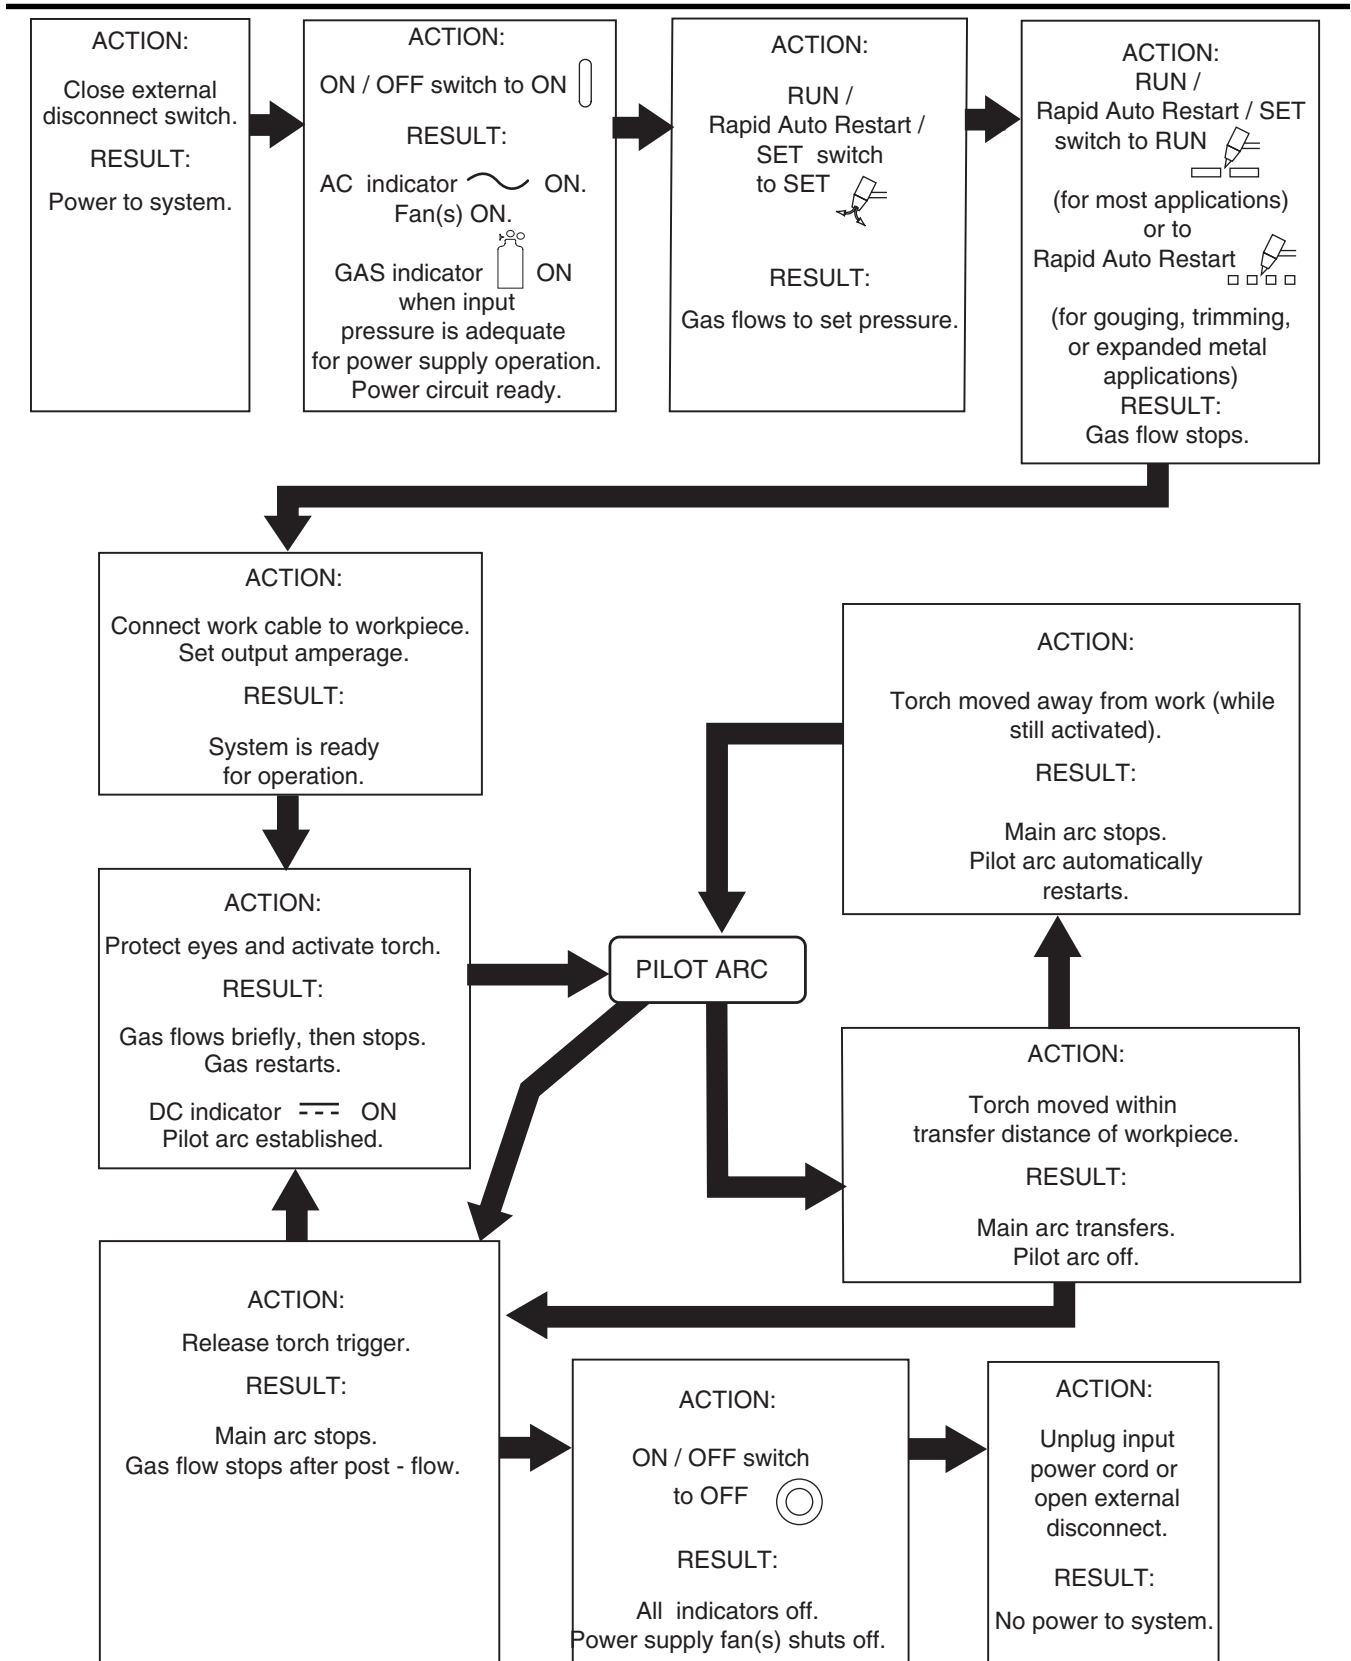 ACTION:
Close external
disconnect switch.
RESULT:
Power to system.
ACTION:
ON / OFF switch to ON
RESULT:
AC indicator ON.
Fan(s) ON.
GAS indicator ON
when input
pressure is adequate
for power supply operation.
Power circuit ready.
ACTION:
RUN /
Rapid Auto Restart /
SET switch
to SET
RESULT:
Gas flows to set pressure.
ACTION:
RUN /
Rapid Auto Restart / SET
switch to RUN
(for most applications)
or to
Rapid Auto Restart
(for gouging, trimming,
or expanded metal
applications)
RESULT:
Gas flow stops.
ACTION:
Connect work cable to workpiece.
Set output amperage.
RESULT:
System is ready
for operation.
ACTION:
Protect eyes and activate torch.
RESULT:
Gas flows briefly, then stops.
Gas restarts.
DC indicator ON
Pilot arc established.
PILOT ARC
ACTION:
Torch moved away from work (while
still activated).
RESULT:
Main arc stops.
Pilot arc automatically
restarts.
ACTION:
Torch moved within
transfer distance of workpiece.
RESULT:
Main arc transfers.
Pilot arc off.
ACTION:
Release torch trigger.
RESULT:
Main arc stops.
Gas flow stops after post - flow.
ACTION:
ON / OFF switch
to OFF
RESULT:
All indicators off.
Power supply fan(s) shuts off.
ACTION:
Unplug input
power cord or
open external
disconnect.
RESULT:
No power to system.